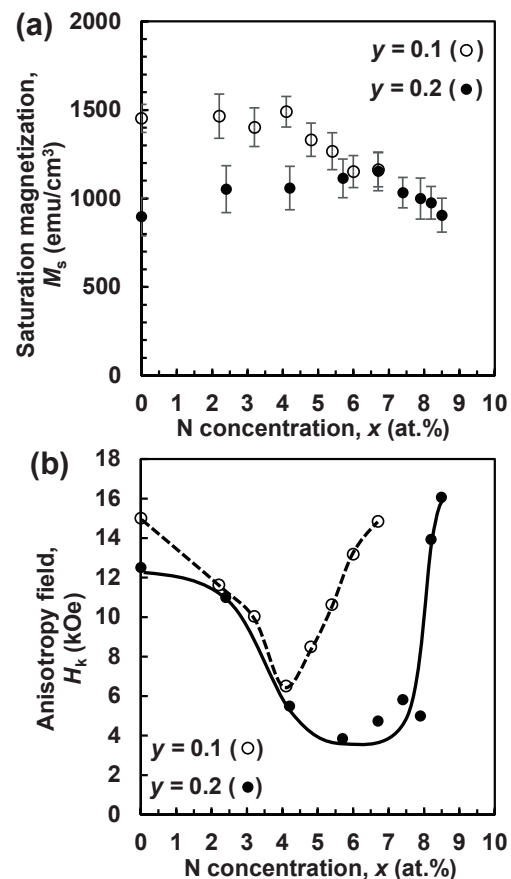 (a)
2000
1500
1000
500
0
Saturation magnetization,
Mₛ (emu/cm³)
y = 0.1 ( )
y = 0.2 ( )
0 1 2 3 4 5 6 7 8 9 10
N concentration, x (at.%)
(b)
18
16
14
12
10
8
6
4
2
0
Anisotropy field,
Hₖ (kOe)
y = 0.1 ( )
y = 0.2 ( )
0 1 2 3 4 5 6 7 8 9 10
N concentration, x (at.%)